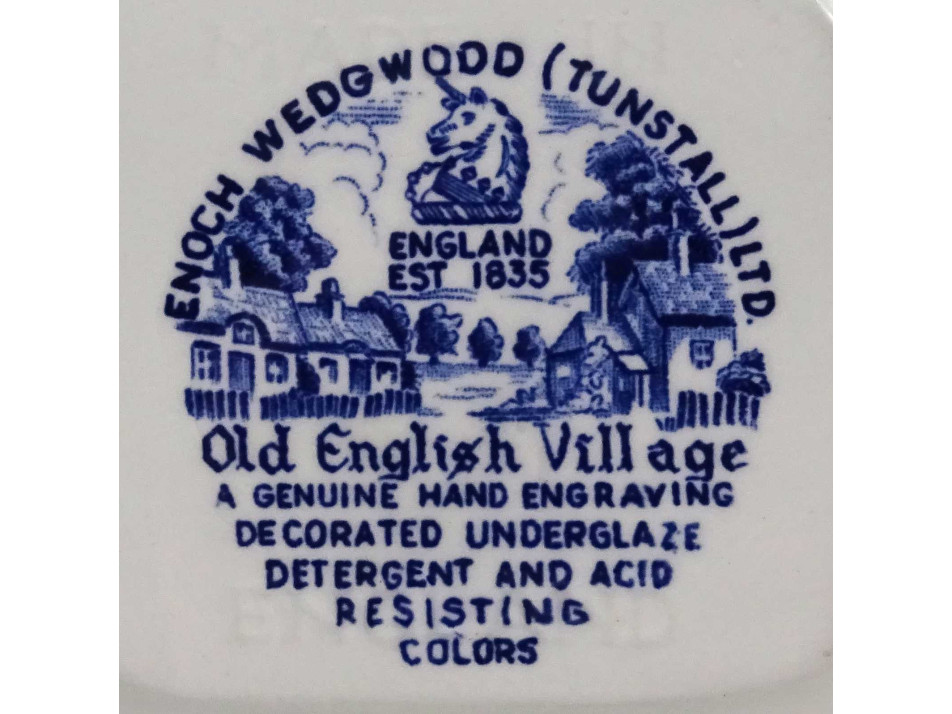 ENOCH WEDGWOOD (TUNSTALL) LTD.
ENGLAND
EST 1835
Old English Village
A GENUINE HAND ENGRAVING
DECORATED UNDERGLAZE
DETERGENT AND ACID
RESISTING
COLORS